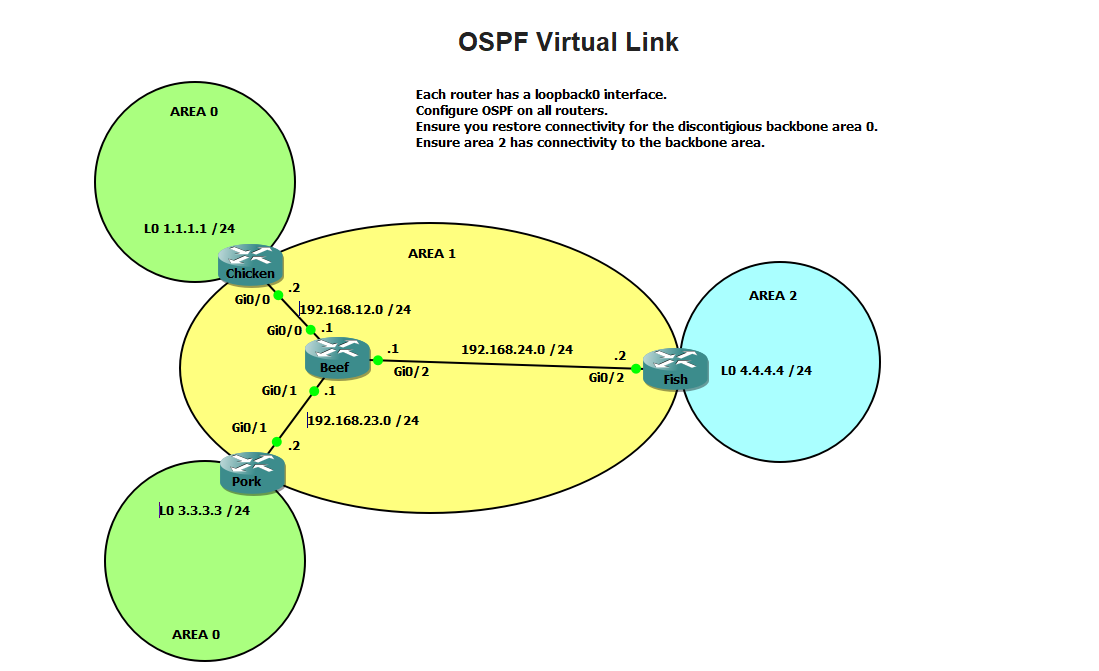 OSPF Virtual Link
Each router has a loopback0 interface.
Configure OSPF on all routers.
Ensure you restore connectivity for the discontigious backbone area 0.
Ensure area 2 has connectivity to the backbone area.
AREA 0
L0 1.1.1.1 /24
Chicken
.2
Gi0/0
192.168.12.0 /24
AREA 1
Gi0/0
.1
Beef
.1
Gi0/2
192.168.24.0 /24
.2
Gi0/2
Fish
AREA 2
L0 4.4.4.4 /24
Gi0/1
.1
192.168.23.0 /24
Gi0/1
.2
Pork
L0 3.3.3.3 /24
AREA 0